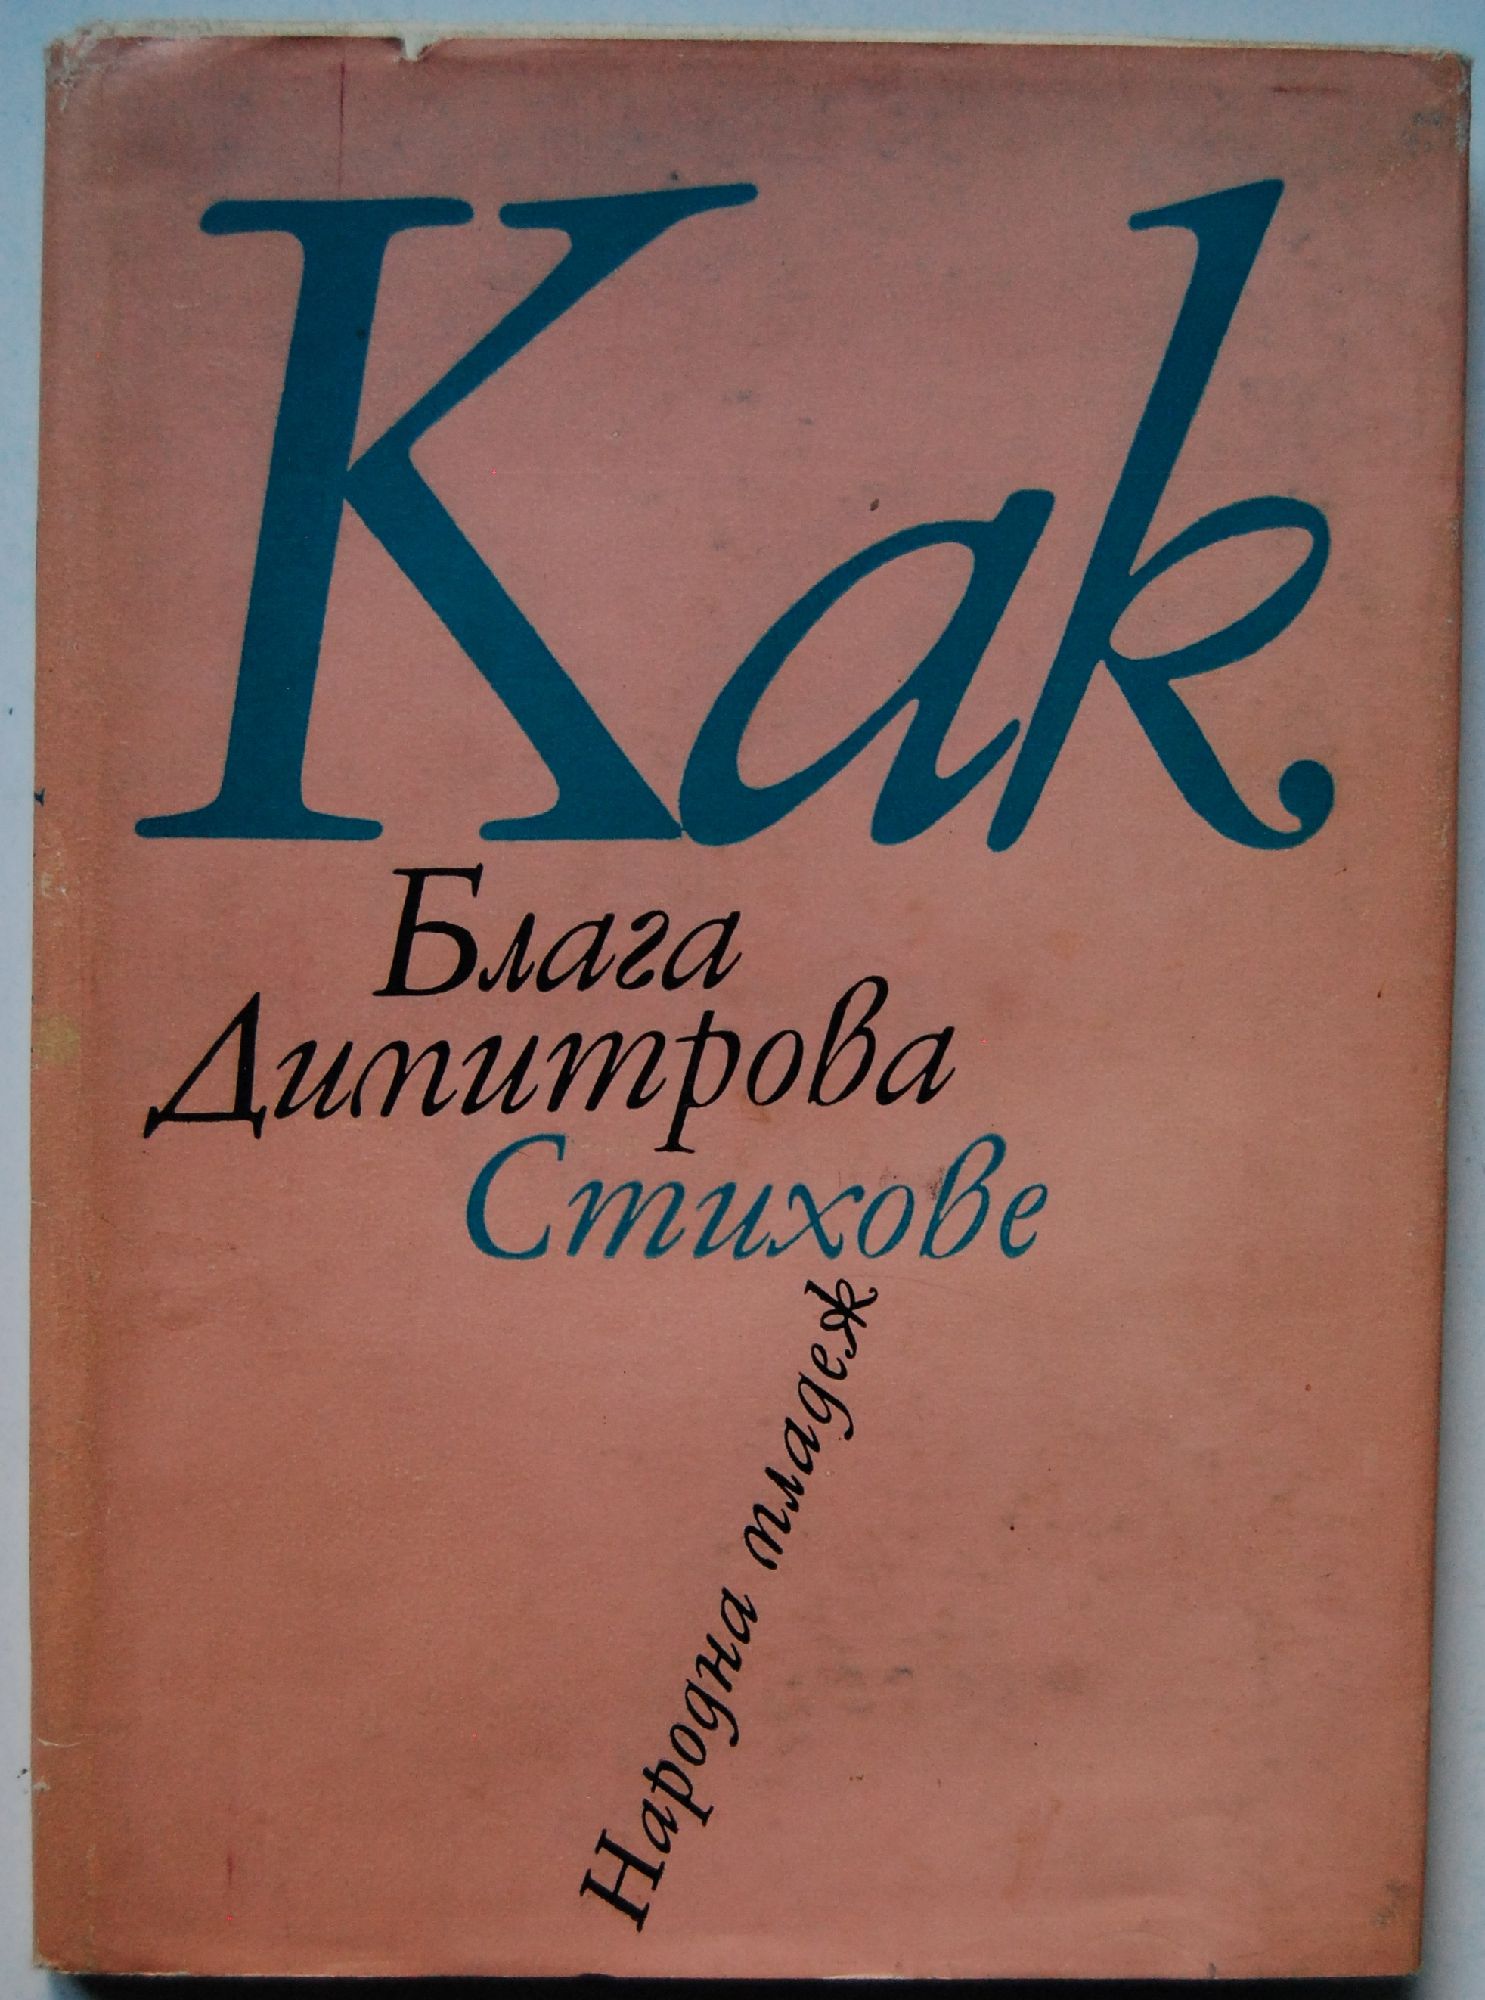 Как
Блага
Димитрова
Стихове
Народна младеж